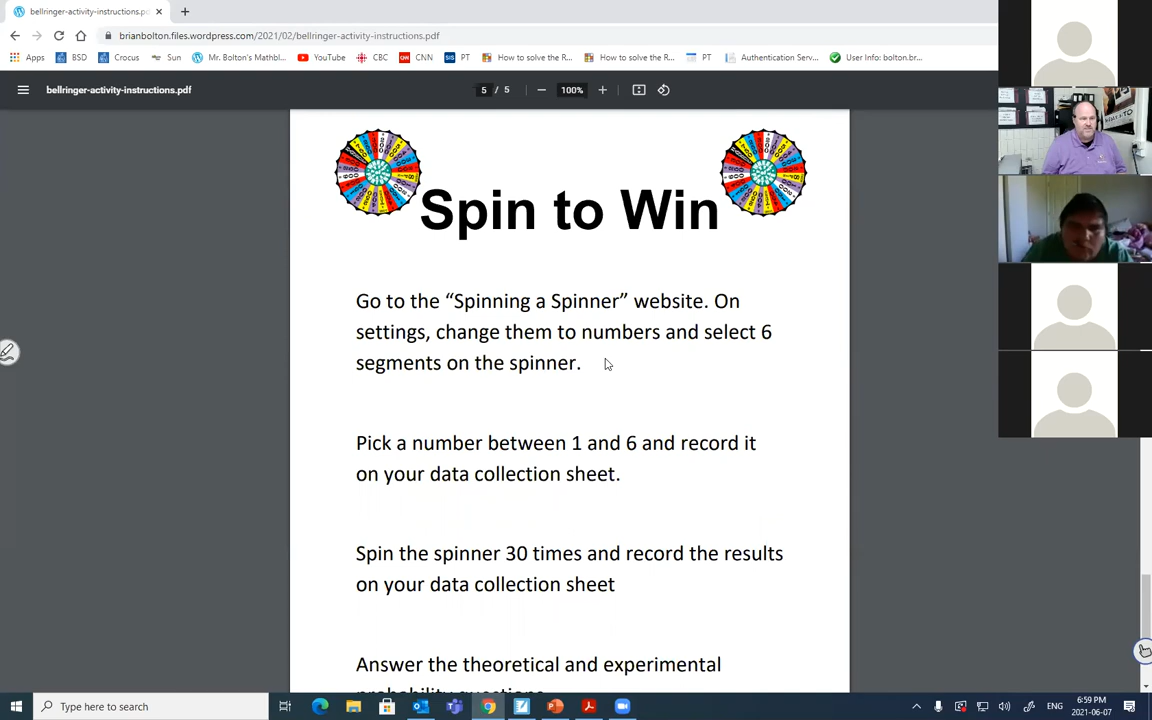 bellringer-activity-instructions.p
brianbolton.files.wordpress.com/2021/02/bellringer-activity-instructions.pdf
Apps BSD Crocus Sun Mr. Bolton's Mathbl... YouTube CBC CNN PT How to solve the R... How to solve the R... PT Authentication Serv... User Info: bolton.br...
bellringer-activity-instructions.pdf 5 / 5 100%
Spin to Win
Go to the “Spinning a Spinner” website. On
settings, change them to numbers and select 6
segments on the spinner.
Pick a number between 1 and 6 and record it
on your data collection sheet.
Spin the spinner 30 times and record the results
on your data collection sheet
Answer the theoretical and experimental
probability questions
Type here to search
ENG
6:59 PM
2021-06-07